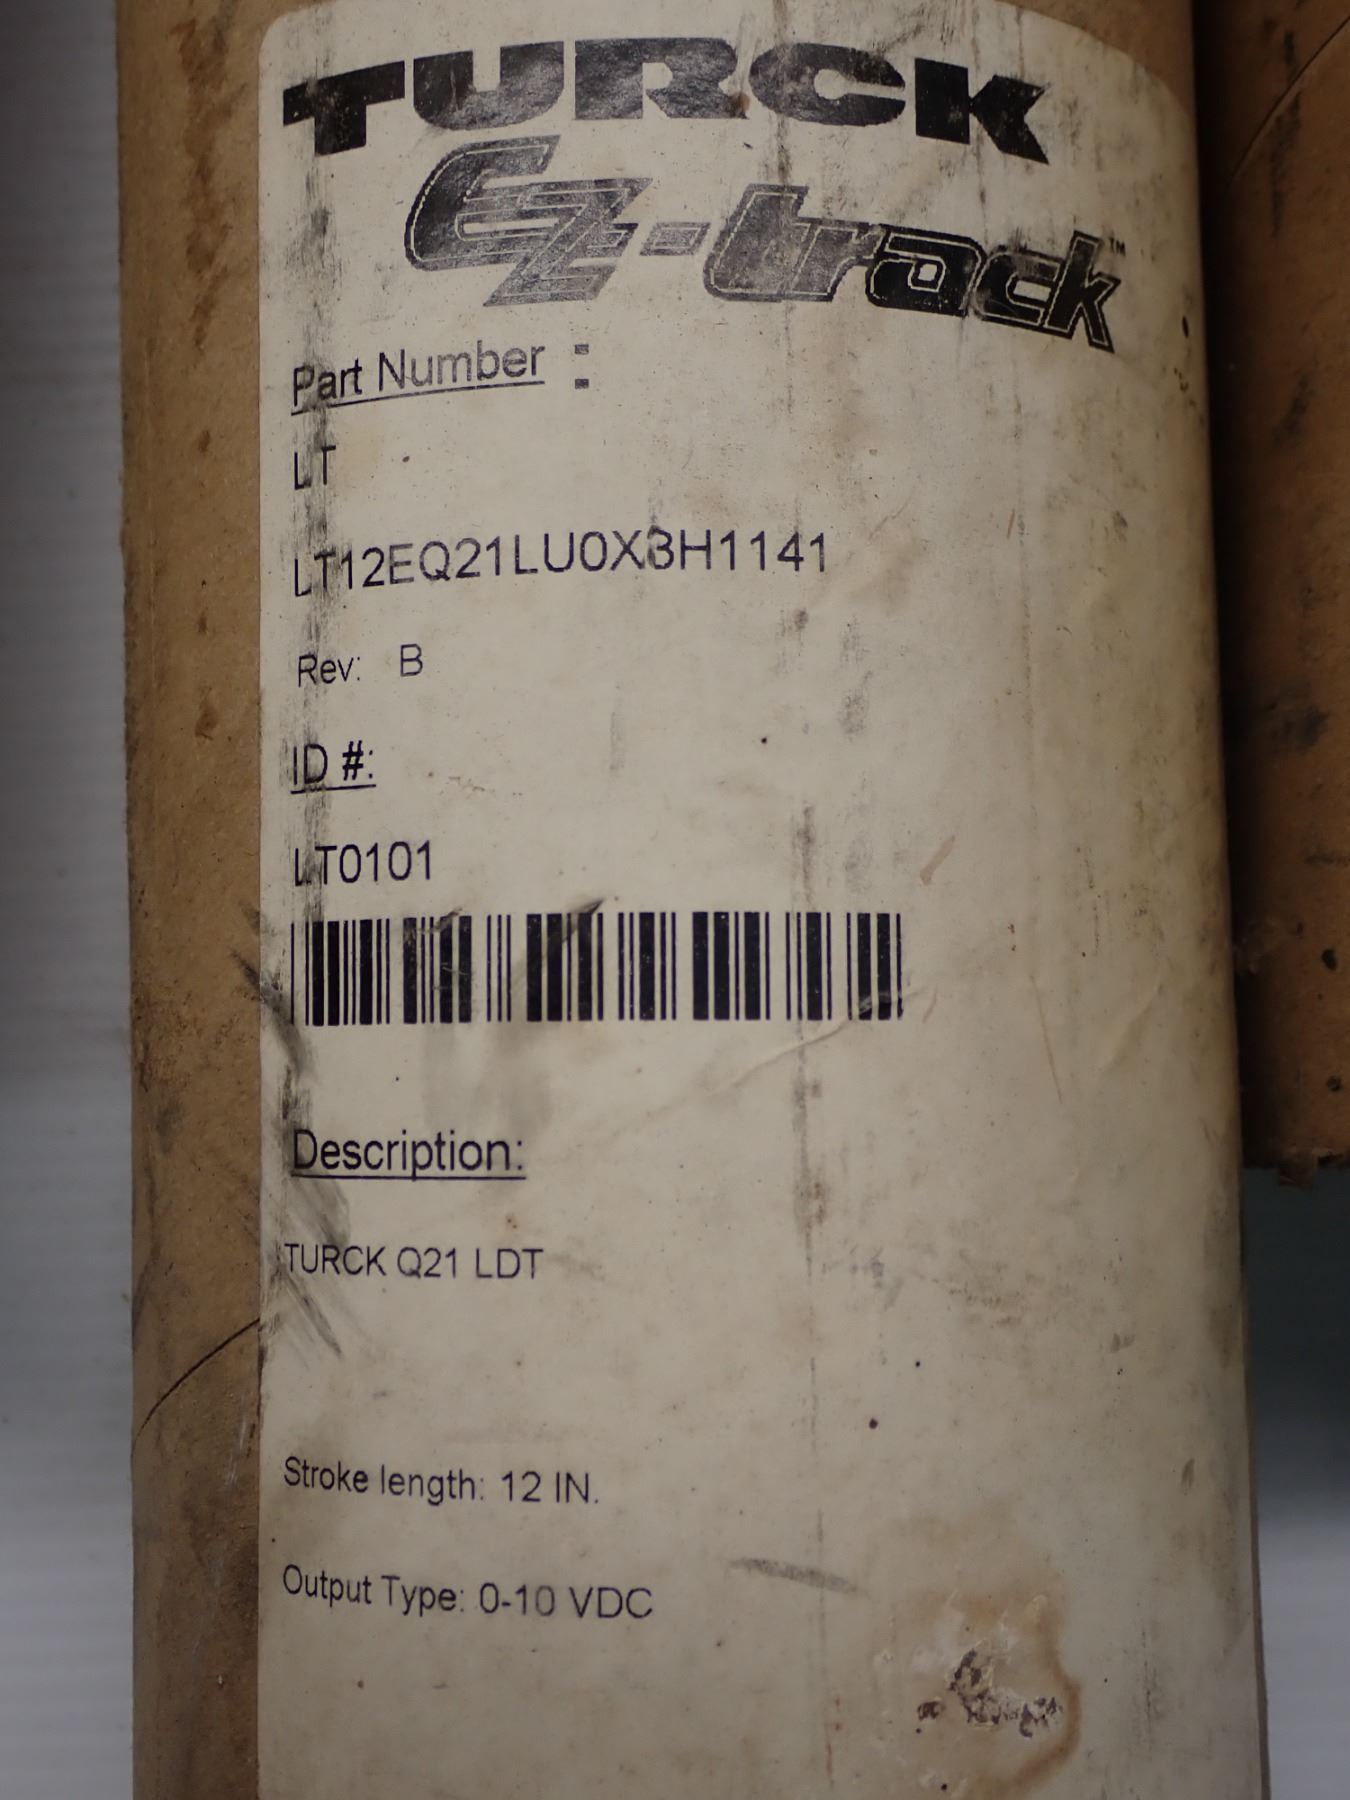 TURCK
EZ-track™
Part Number :
LT
LT12EQ21LU0X3H1141
Rev: B
ID #:
LT0101
Description:
TURCK Q21 LDT
Stroke length: 12 IN.
Output Type: 0-10 VDC